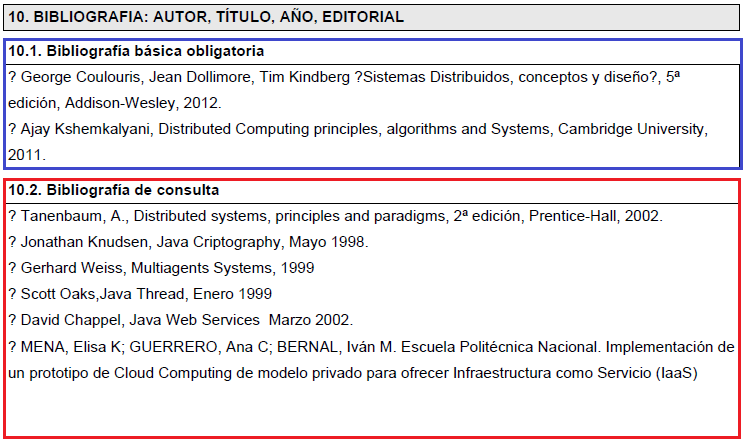 10. BIBLIOGRAFIA: AUTOR, TÍTULO, AÑO, EDITORIAL
10.1. Bibliografía básica obligatoria
? George Coulouris, Jean Dollimore, Tim Kindberg ?Sistemas Distribuidos, conceptos y diseño?, 5ª
edición, Addison-Wesley, 2012.
? Ajay Kshemkalyani, Distributed Computing principles, algorithms and Systems, Cambridge University,
2011.
10.2. Bibliografía de consulta
? Tanenbaum, A., Distributed systems, principles and paradigms, 2ª edición, Prentice-Hall, 2002.
? Jonathan Knudsen, Java Criptography, Mayo 1998.
? Gerhard Weiss, Multiagents Systems, 1999
? Scott Oaks,Java Thread, Enero 1999
? David Chappel, Java Web Services  Marzo 2002.
? MENA, Elisa K; GUERRERO, Ana C; BERNAL, Iván M. Escuela Politécnica Nacional. Implementación de
un prototipo de Cloud Computing de modelo privado para ofrecer Infraestructura como Servicio (IaaS)